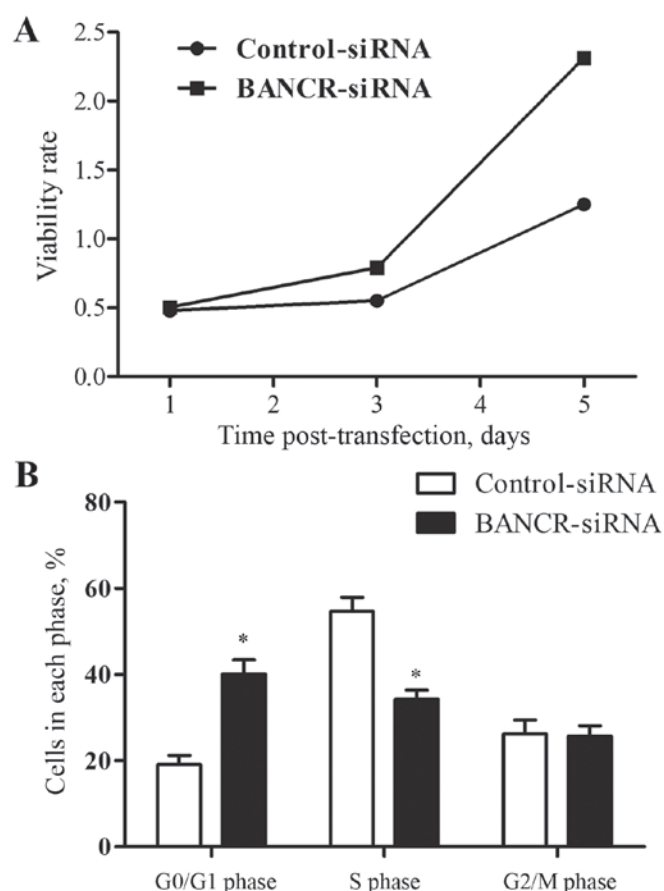 A
2.5
2.0
1.5
1.0
0.5
0.0
Viability rate
Control-siRNA
BANCR-siRNA
1 2 3 4 5
Time post-transfection, days
B
Control-siRNA
BANCR-siRNA
80
60
40
20
0
Cells in each phase, %
*
*
G0/G1 phase S phase G2/M phase